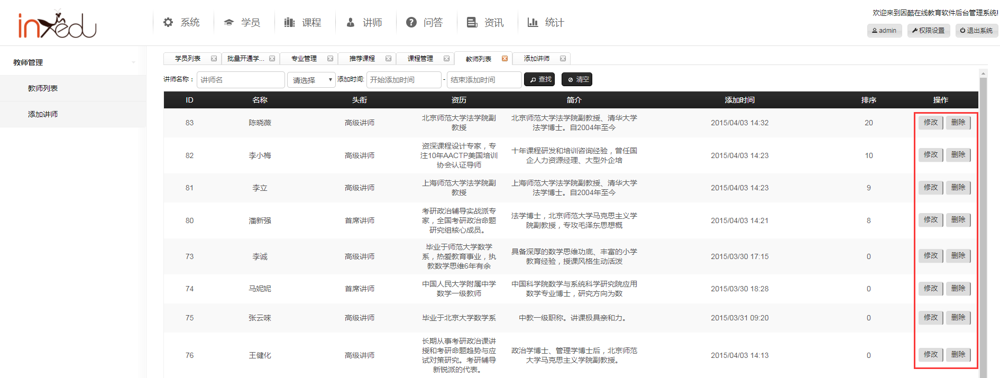 inxedu
系统
学员
课程
讲师
问答
资讯
统计
欢迎来到因酷在线教育软件后台管理系统!
admin
权限设置
退出系统
教师管理
教师列表
添加讲师
学员列表
批量开通学...
专业管理
推荐课程
课程管理
教师列表
添加讲师
讲师名称：
讲师名
请选择
添加时间:
开始添加时间
-
结束添加时间
查找
清空
ID 名称 头衔 资历 简介 添加时间 排序 操作
83
陈晓薇
高级讲师
北京师范大学法学院副
教授
北京师范大学法学院副教授、清华大学
法学博士。自2004年至今
2015/04/03 14:32
20
修改 删除
82
李小梅
高级讲师
资深课程设计专家，专
注10年AACTP美国培训
协会认证导师
十年课程研发和培训咨询经验，曾任国
企人力资源经理、大型外企培
2015/04/03 14:23
10
修改 删除
81
李立
高级讲师
上海师范大学法学院副
教授
上海师范大学法学院副教授、清华大学
法学博士。自2004年至今
2015/04/03 14:23
9
修改 删除
80
潘新强
首席讲师
考研政治辅导实战派专
家，全国考研政治命题
研究组核心成员。
法学博士，北京师范大学马克思主义学
院副教授，专攻毛泽东思想概
2015/04/03 14:21
8
修改 删除
73
李诚
高级讲师
毕业于师范大学数学
系，热爱教育事业，执
教数学思维6年有余
具备深厚的数学思维功底、丰富的小学
教育经验，授课风格生动活泼
2015/03/30 17:15
0
修改 删除
74
马妮妮
首席讲师
中国人民大学附属中学
数学一级教师
中国科学院数学与系统科学研究院应用
数学专业博士，研究方向为数
2015/03/30 18:28
0
修改 删除
75
张云唻
高级讲师
毕业于北京大学数学系
中教一级职称。讲课极具亲和力。
2015/03/31 09:20
0
修改 删除
76
王健化
高级讲师
长期从事考研政治课讲
授和考研命题趋势与应
试对策研究。考研辅导
新锐派的代表。
政治学博士、管理学博士后，北京师范
大学马克思主义学院副教授。
2015/04/03 14:13
0
修改 删除